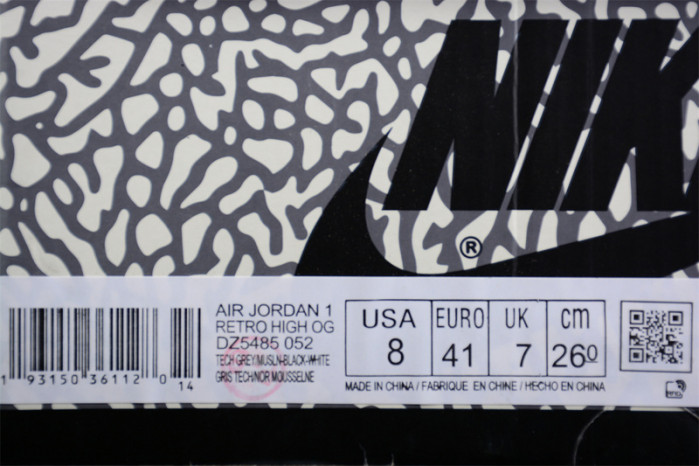 NIK
®
AIR JORDAN 1
RETRO HIGH OG
DZ5485 052
TECH GREY/MUSLN-BLACK-WHITE
GRIS TECH/NOIR MOUSSELNE
USA EURO UK cm
8 41 7 26.0
1 93150 36112 0 14
MADE IN CHINA / FABRIQUE EN CHINE / HECHO EN CHINA